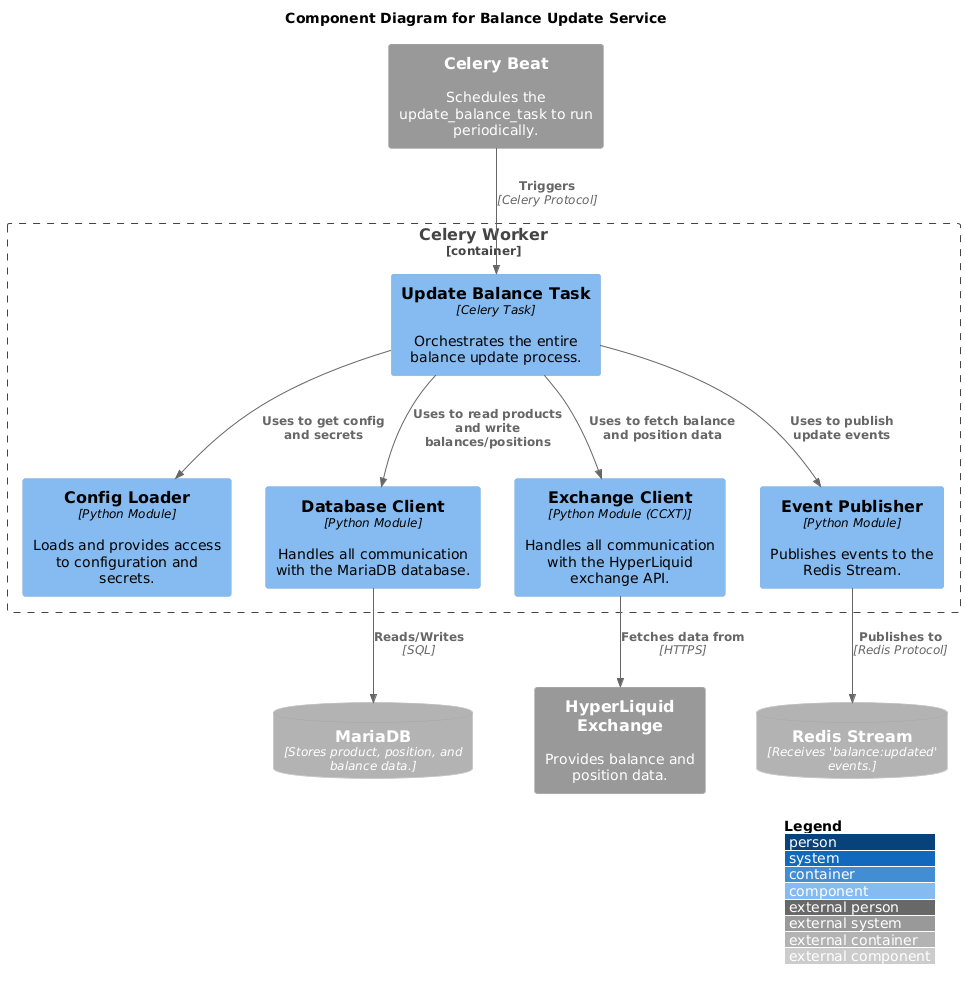 Component Diagram for Balance Update Service
Celery Beat
Schedules the
update_balance_task to run
periodically.
Triggers
[Celery Protocol]
Celery Worker
[container]
Update Balance Task
[Celery Task]
Orchestrates the entire
balance update process.
Uses to get config
and secrets
Uses to read products
and write
balances/positions
Uses to fetch balance
and position data
Uses to publish
update events
Config Loader
[Python Module]
Loads and provides access
to configuration and
secrets.
Database Client
[Python Module]
Handles all communication
with the MariaDB database.
Exchange Client
[Python Module (CCXT)]
Handles all communication
with the HyperLiquid
exchange API.
Event Publisher
[Python Module]
Publishes events to the
Redis Stream.
Reads/Writes
[SQL]
Fetches data from
[HTTPS]
Publishes to
[Redis Protocol]
MariaDB
[Stores product, position, and
balance data.]
HyperLiquid
Exchange
Provides balance and
position data.
Redis Stream
[Receives 'balance:updated'
events.]
Legend
person
system
container
component
external person
external system
external container
external component